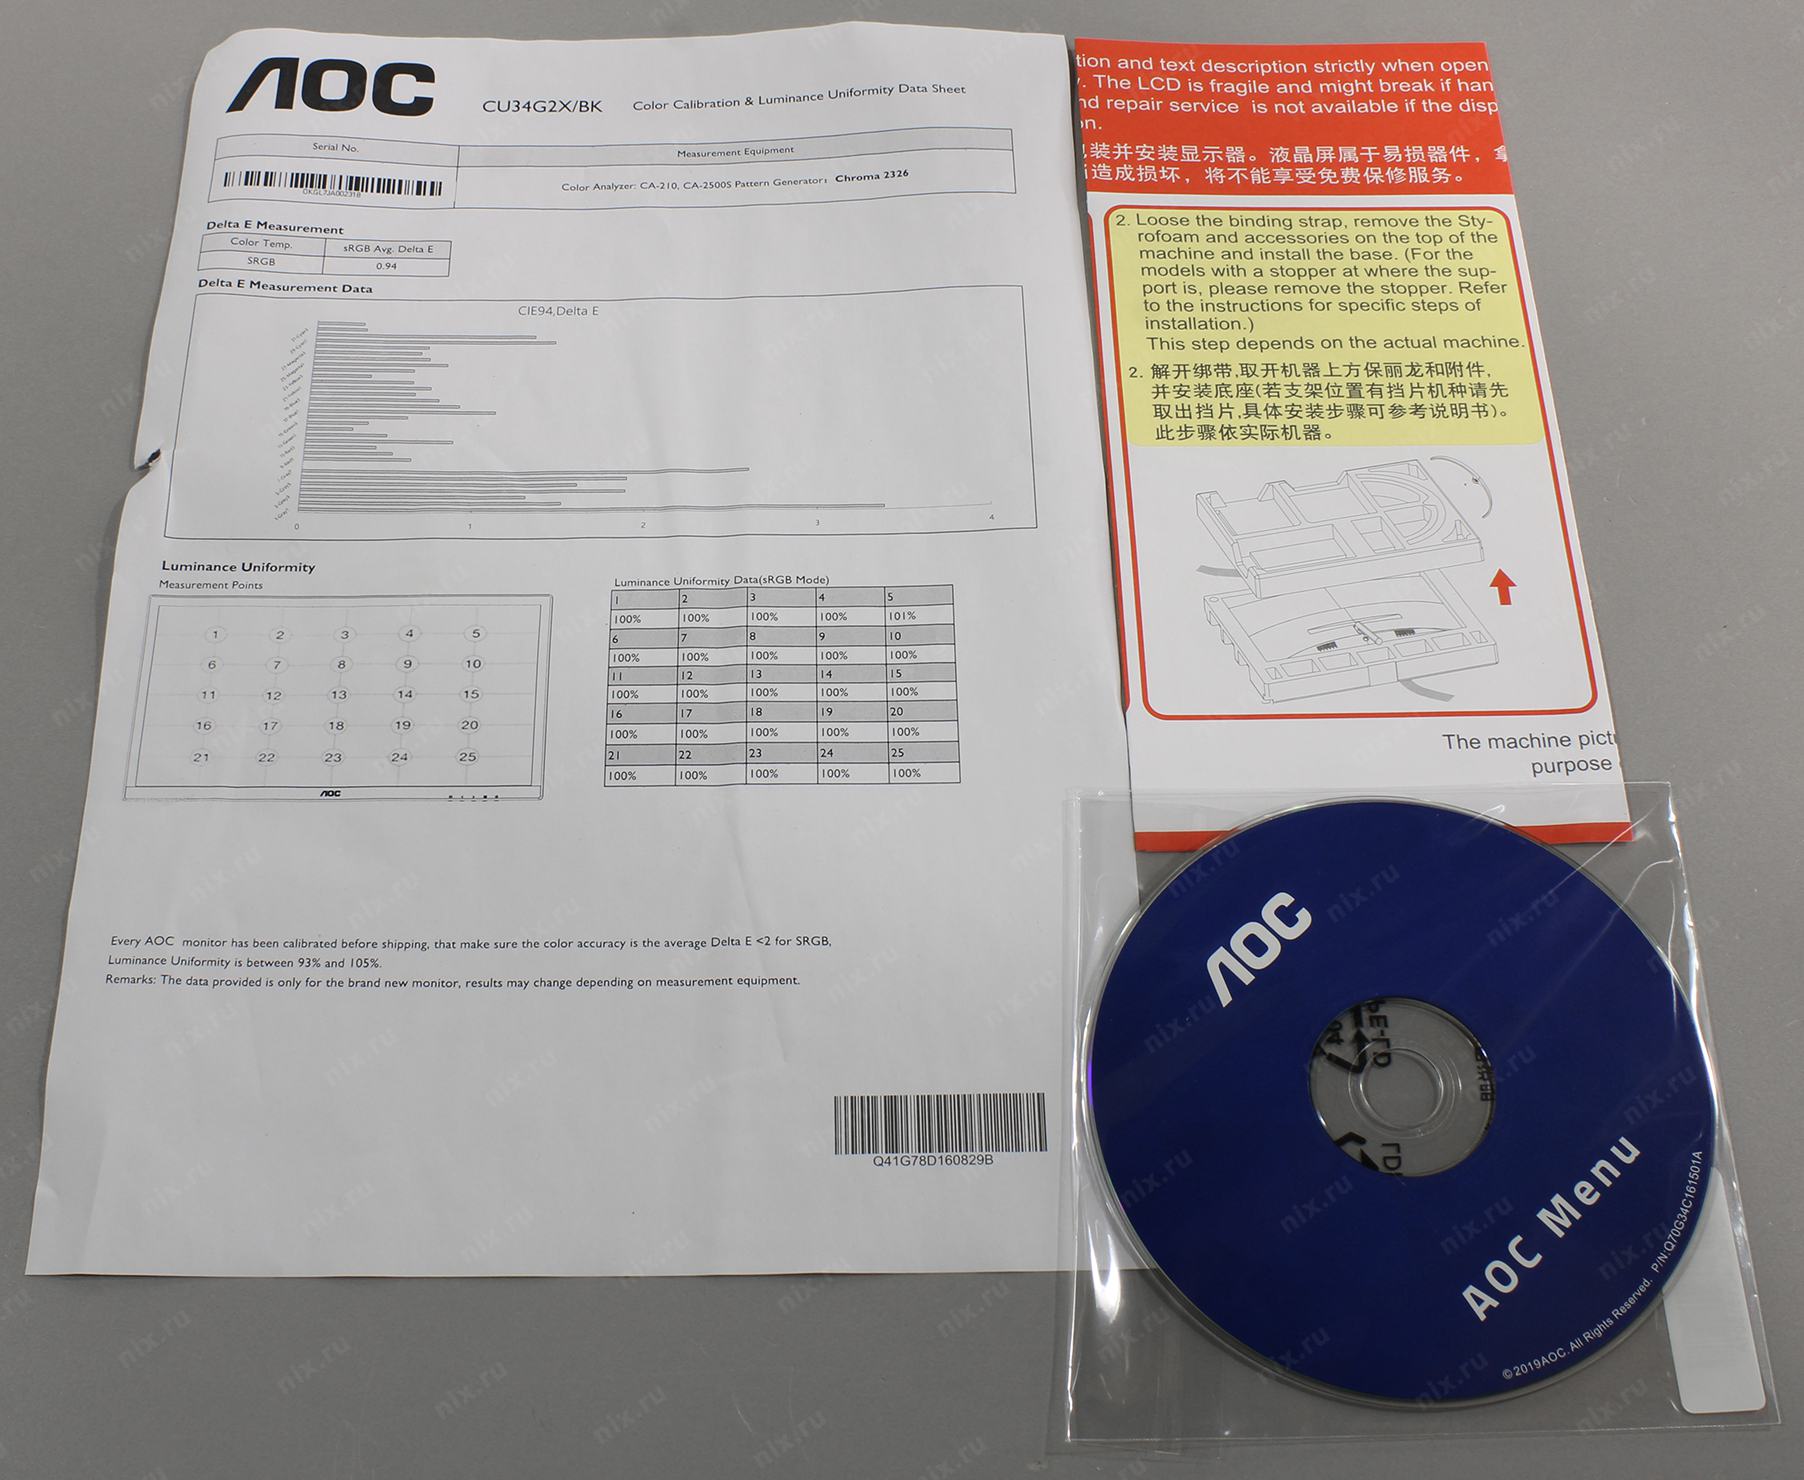 AOC
CU34G2X/BK Color Calibration & Luminance Uniformity Data Sheet
Serial No. Measurement Equipment
Color Analyzer: CA-210, CA-2500S Pattern Generator: Chroma 2326
Delta E Measurement
Color Temp. sRGB Avg. Delta E
SRGB 0.94
Delta E Measurement Data
CIE94,Delta E
0 1 2 3 4
Luminance Uniformity
Measurement Points
1 2 3 4 5
6 7 8 9 10
11 12 13 14 15
16 17 18 19 20
21 22 23 24 25
AOC
Luminance Uniformity Data(sRGB Mode)
1 2 3 4 5
100% 100% 100% 100% 101%
6 7 8 9 10
100% 100% 100% 100% 100%
11 12 13 14 15
100% 100% 100% 100% 100%
16 17 18 19 20
100% 100% 100% 100% 100%
21 22 23 24 25
100% 100% 100% 100% 100%
Every AOC monitor has been calibrated before shipping, that make sure the color accuracy is the average Delta E <2 for SRGB,
Luminance Uniformity is between 93% and 105%.
Remarks: The data provided is only for the brand new monitor, results may change depending on measurement equipment.
Q41G78D160829B
tion and text description strictly when open
. The LCD is fragile and might break if han
nd repair service is not available if the disp
on.
装并安装显示器。液晶屏属于易损器件，
造成损坏，将不能享受免费保修服务。
2. Loose the binding strap, remove the Sty-
rofoam and accessories on the top of the
machine and install the base. (For the
models with a stopper at where the sup-
port is, please remove the stopper. Refer
to the instructions for specific steps of
installation.)
This step depends on the actual machine.
2. 解开绑带,取开机器上方保丽龙和附件,
并安装底座(若支架位置有挡片机种请先
取出挡片,具体安装步骤可参考说明书)。
此步骤依实际机器。
The machine pict
purpose
AOC
AOC Menu
©2019AOC. All Rights Reserved. P/N:Q70G34C161501A
nix.ru